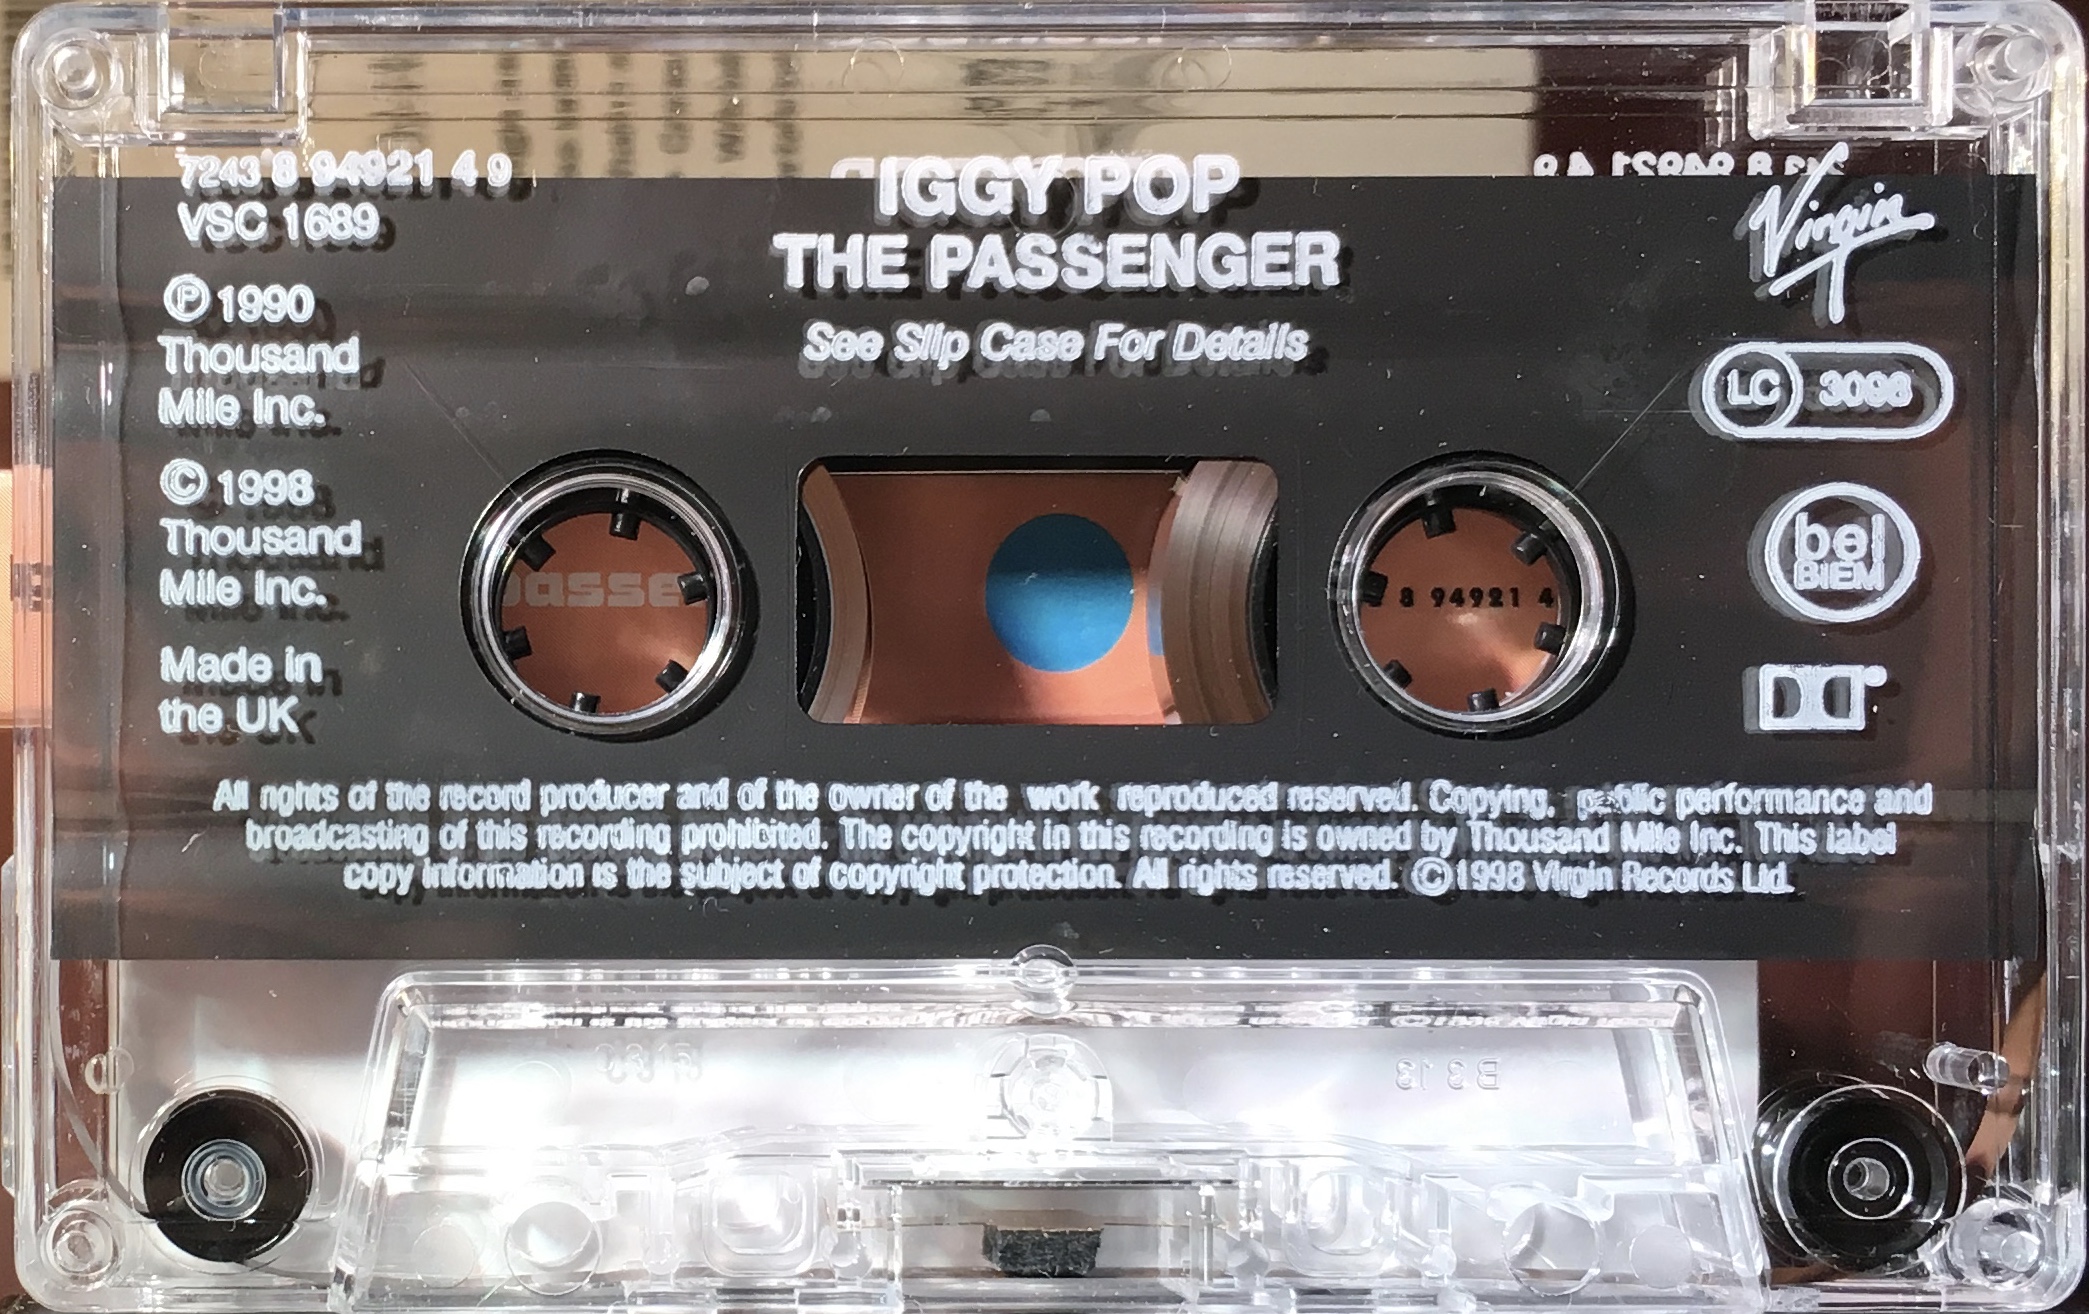 7243 8 94921 4 9
VSC 1689
℗ 1990
Thousand
Mile Inc.
© 1998
Thousand
Mile Inc.
Made in
the UK
IGGY POP
THE PASSENGER
See Slip Case For Details
Virgin
LC 3098
bel
BIEM
passe
8 94921 4
All rights of the record producer and of the owner of the work reproduced reserved. Copying, public performance and
broadcasting of this recording prohibited. The copyright in this recording is owned by Thousand Mile Inc. This label
copy information is the subject of copyright protection. All rights reserved. © 1998 Virgin Records Ltd.
B 3 13